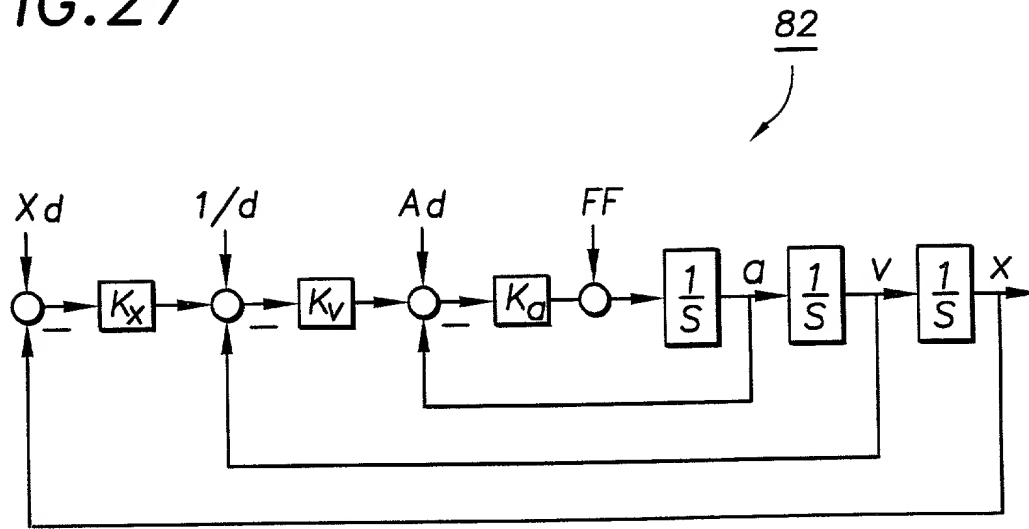 IG.27
82
Xd 1/d Ad FF
Kx Kv Ka 1/S a 1/S v 1/S x
− − −